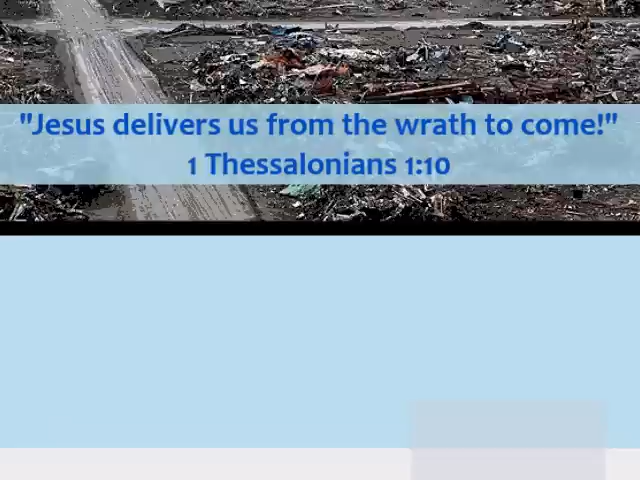 "Jesus delivers us from the wrath to come!"
1 Thessalonians 1:10